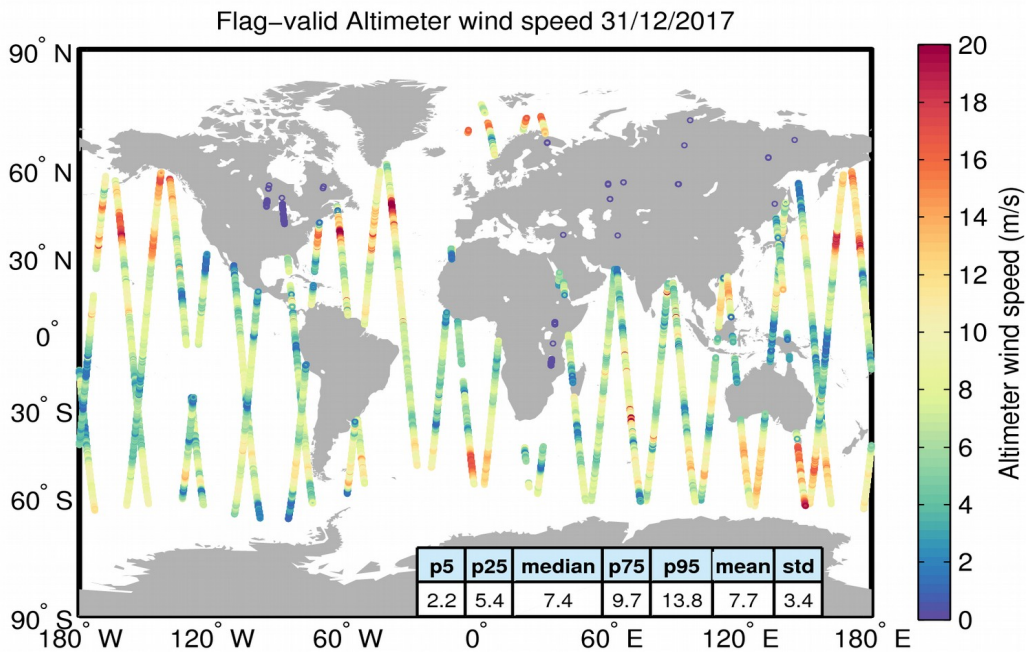 Flag−valid Altimeter wind speed 31/12/2017
90° N
60° N
30° N
0°
30° S
60° S
90° S
180° W
120° W
60° W
0°
60° E
120° E
180° E
p5 p25 median p75 p95 mean std
2.2 5.4 7.4 9.7 13.8 7.7 3.4
20
18
16
14
12
10
8
6
4
2
0
Altimeter wind speed (m/s)